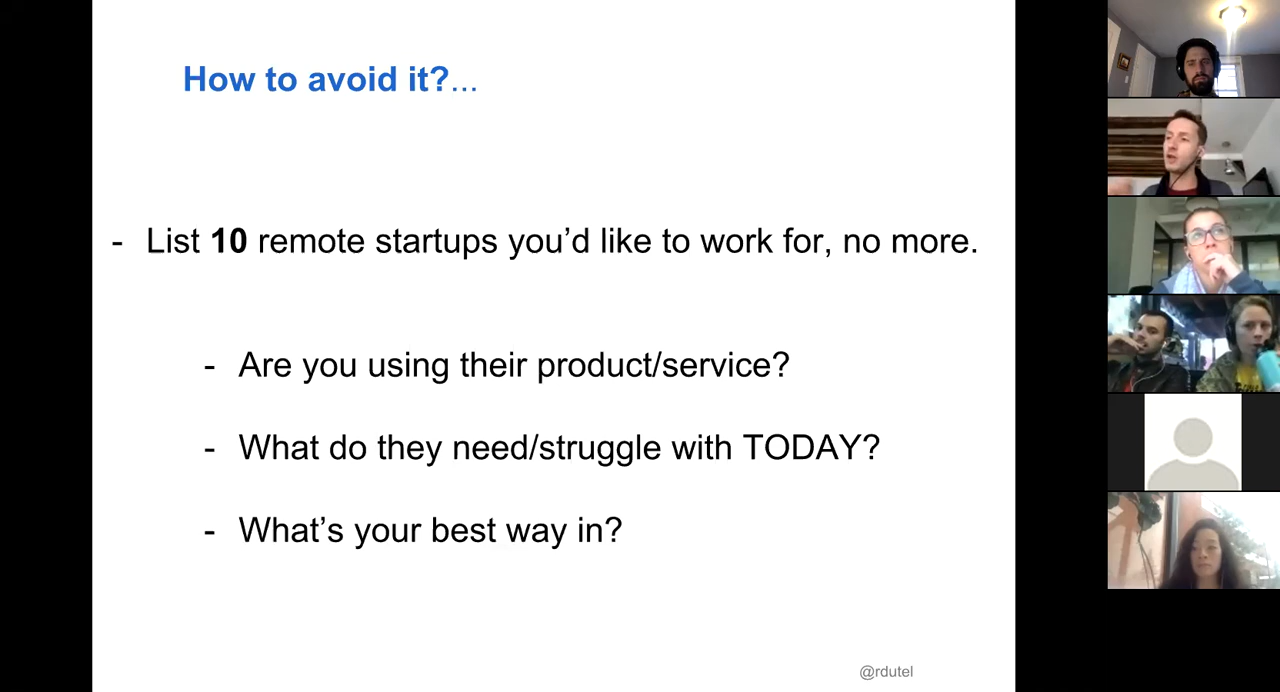 How to avoid it?...
- List 10 remote startups you’d like to work for, no more.
- Are you using their product/service?
- What do they need/struggle with TODAY?
- What’s your best way in?
@rdutel